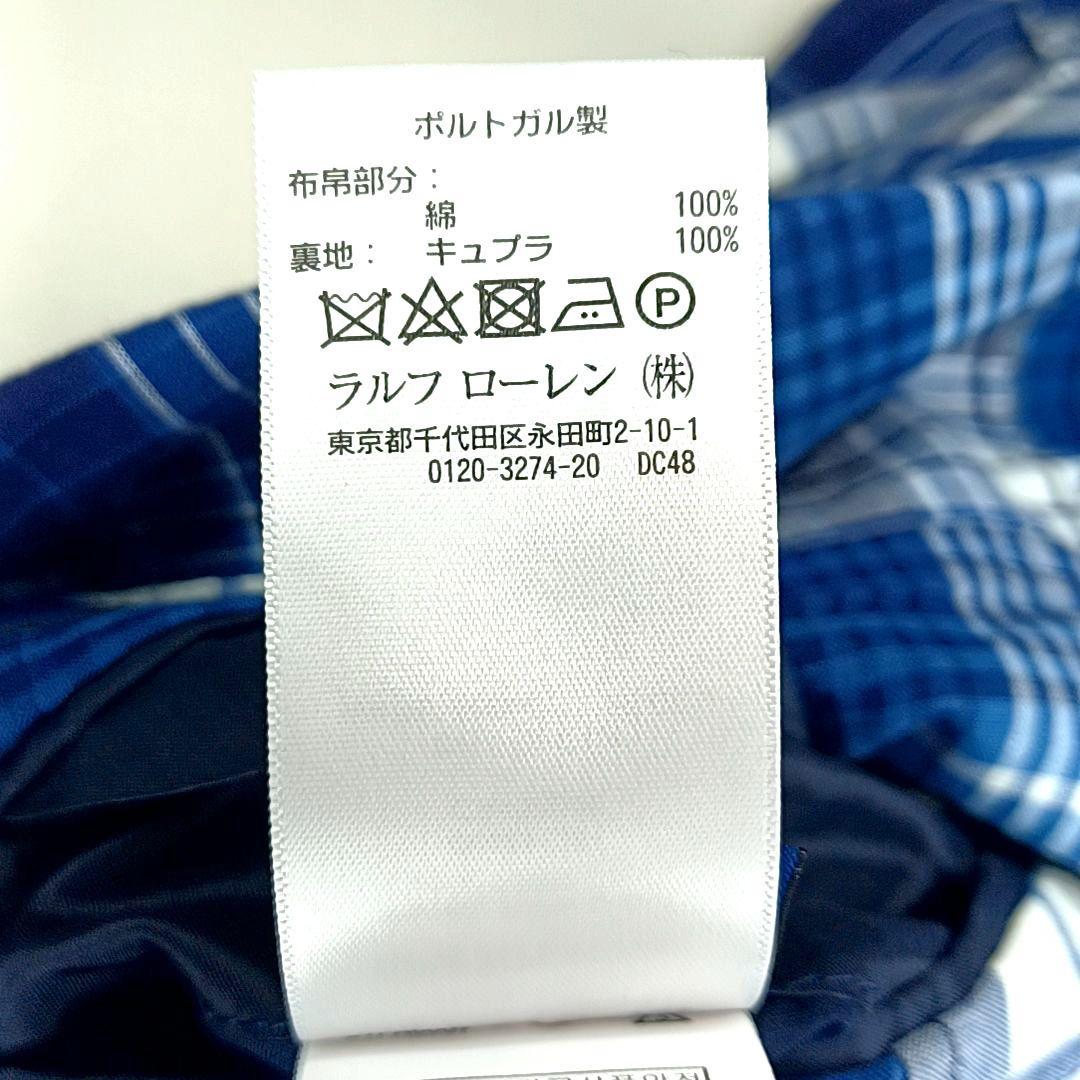 ポルトガル製
布帛部分：
綿 100%
裏地： キュプラ 100%
P
ラルフ ローレン (株)
東京都千代田区永田町2-10-1
0120-3274-20 DC48